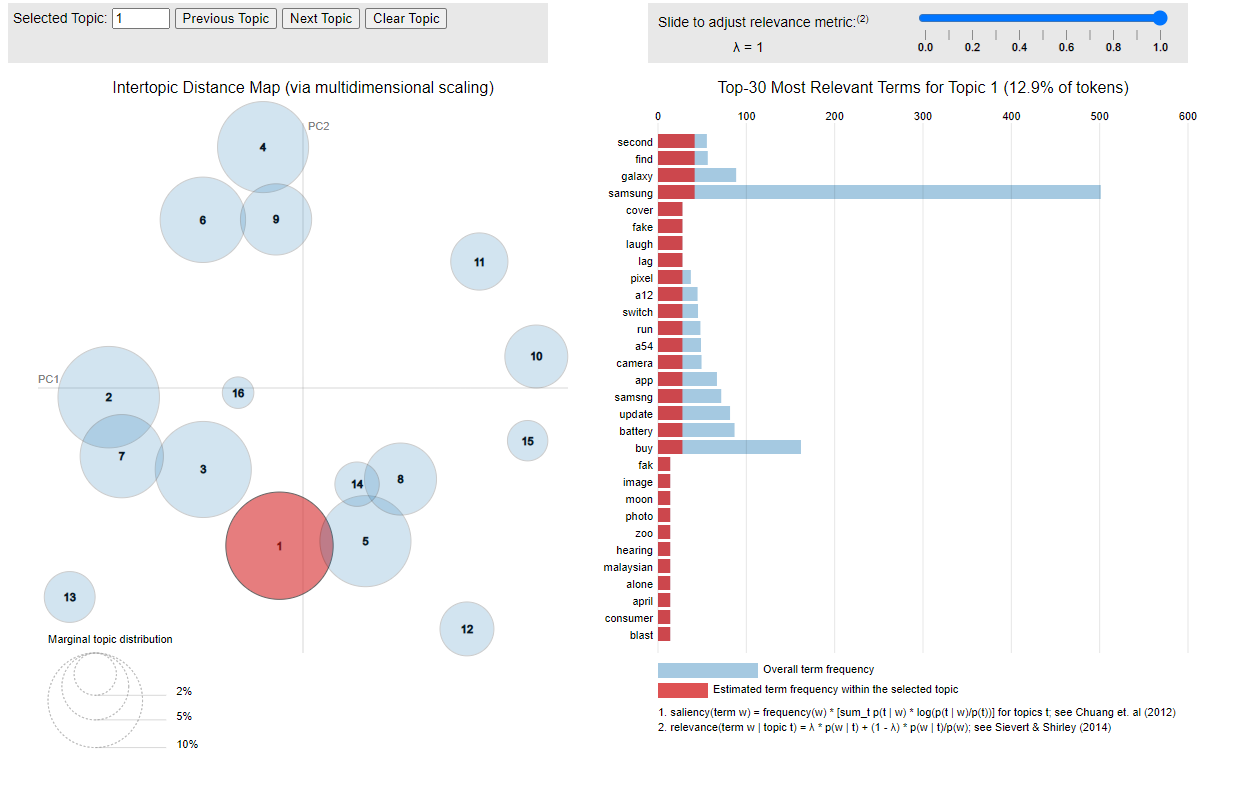 Selected Topic: 1 Previous Topic Next Topic Clear Topic
Slide to adjust relevance metric:(2)
λ = 1
0.0 0.2 0.4 0.6 0.8 1.0
Intertopic Distance Map (via multidimensional scaling)
PC2
4
6
9
11
10
PC1
2
16
15
7
3
14
8
1
5
13
12
Marginal topic distribution
2%
5%
10%
Top-30 Most Relevant Terms for Topic 1 (12.9% of tokens)
0 100 200 300 400 500 600
second
find
galaxy
samsung
cover
fake
laugh
lag
pixel
a12
switch
run
a54
camera
app
samsng
update
battery
buy
fak
image
moon
photo
zoo
hearing
malaysian
alone
april
consumer
blast
Overall term frequency
Estimated term frequency within the selected topic
1. saliency(term w) = frequency(w) * [sum_t p(t | w) * log(p(t | w)/p(t))] for topics t; see Chuang et. al (2012)
2. relevance(term w | topic t) = λ * p(w | t) + (1 - λ) * p(w | t)/p(w); see Sievert & Shirley (2014)